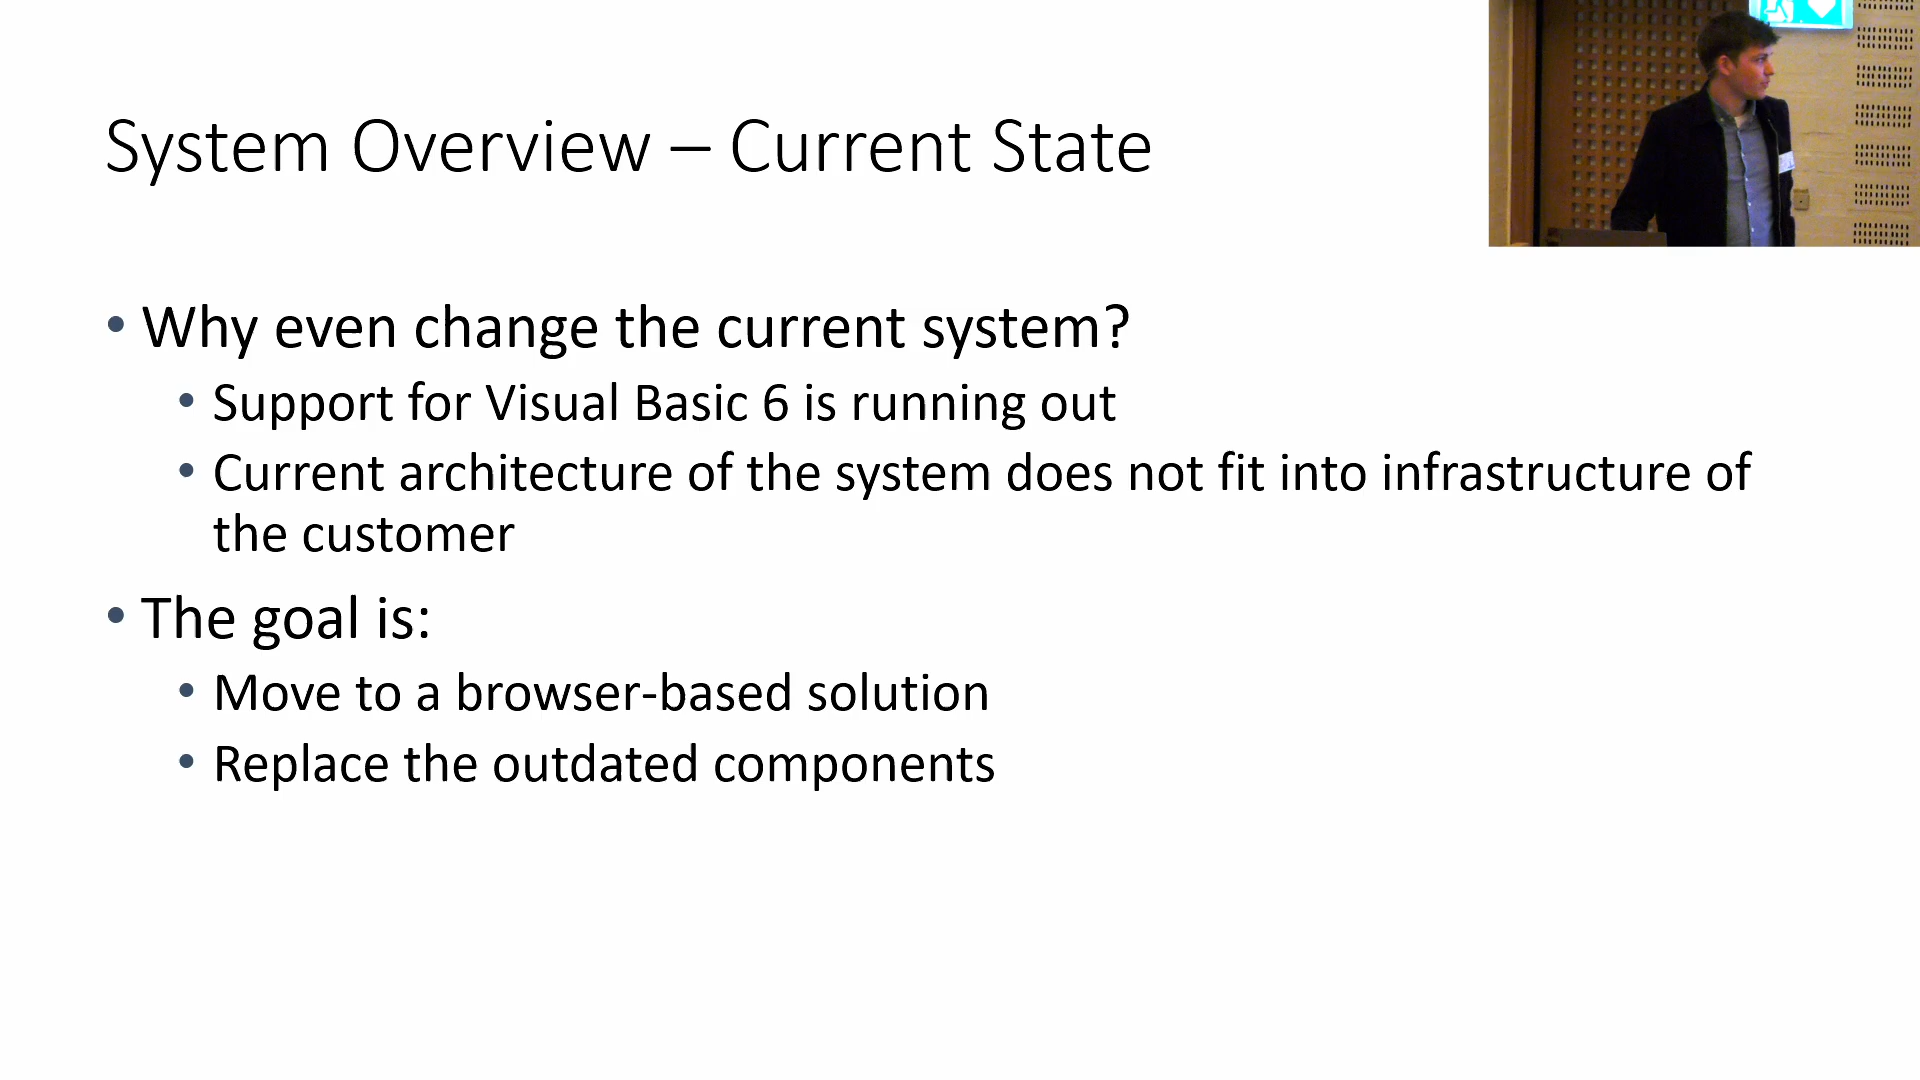 System Overview – Current State
• Why even change the current system?
• Support for Visual Basic 6 is running out
• Current architecture of the system does not fit into infrastructure of
the customer
• The goal is:
• Move to a browser-based solution
• Replace the outdated components